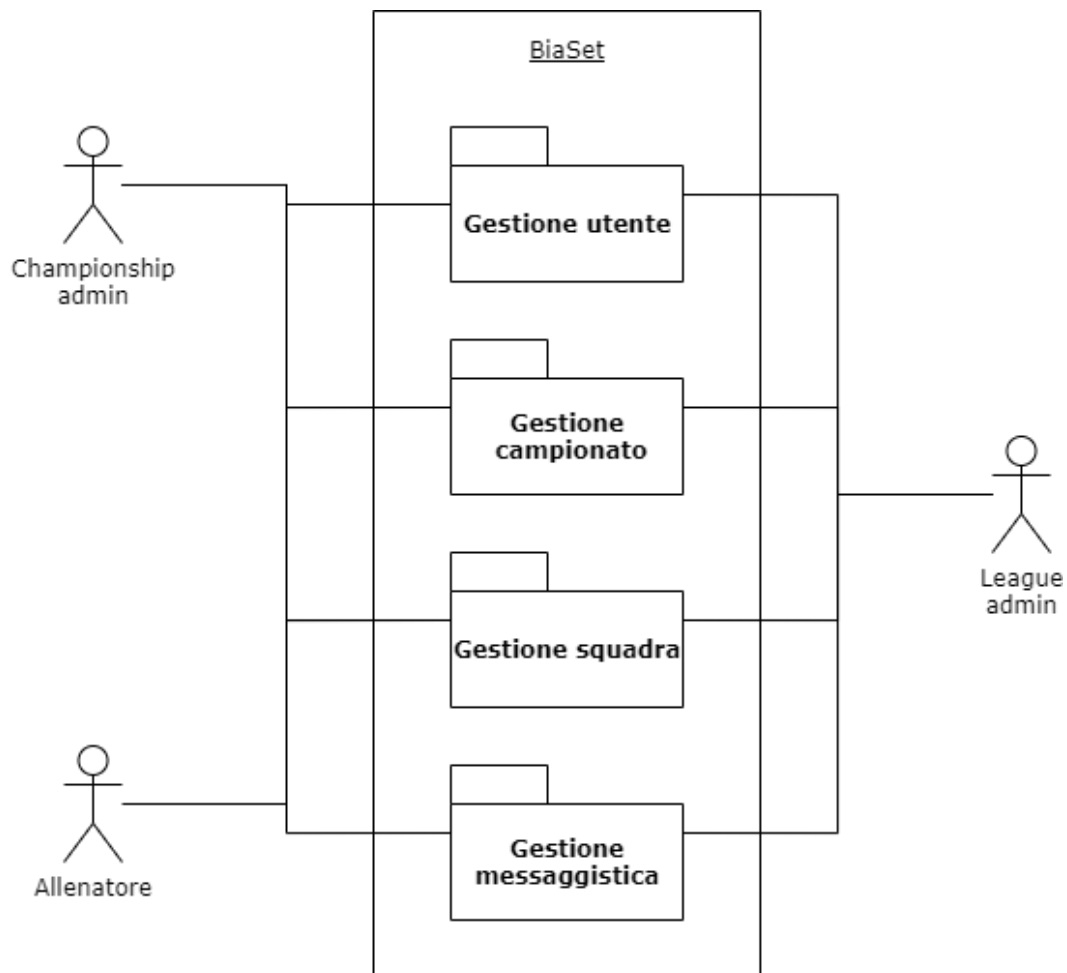 BiaSet
Gestione utente
Championship
admin
Gestione
campionato
League
admin
Gestione squadra
Gestione
messaggistica
Allenatore